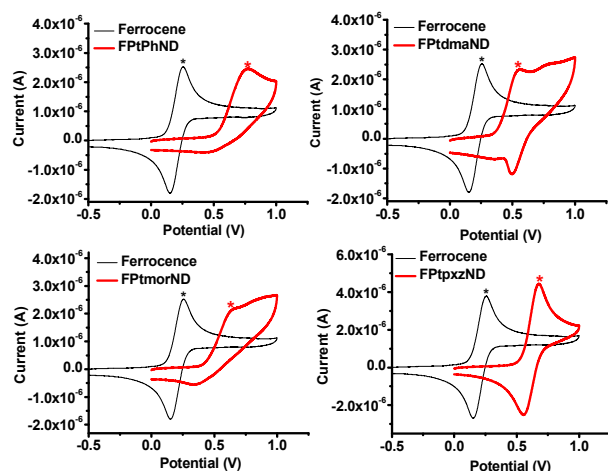 Ferrocene
FPtPhND
*
*
Current (A)
4.0x10⁻⁶
3.0x10⁻⁶
2.0x10⁻⁶
1.0x10⁻⁶
0.0
-1.0x10⁻⁶
-2.0x10⁻⁶
-0.5 0.0 0.5 1.0
Potential (V)
Ferrocene
FPtdmaND
*
*
Current (A)
4.0x10⁻⁶
3.0x10⁻⁶
2.0x10⁻⁶
1.0x10⁻⁶
0.0
-1.0x10⁻⁶
-2.0x10⁻⁶
-0.5 0.0 0.5 1.0
Potential (V)
Ferrocence
FPtmorND
*
*
Current (A)
4.0x10⁻⁶
3.0x10⁻⁶
2.0x10⁻⁶
1.0x10⁻⁶
0.0
-1.0x10⁻⁶
-2.0x10⁻⁶
-0.5 0.0 0.5 1.0
Potential (V)
Ferrocene
FPtpxzND
*
*
Current (A)
6.0x10⁻⁶
4.0x10⁻⁶
2.0x10⁻⁶
0.0
-2.0x10⁻⁶
-0.5 0.0 0.5 1.0
Potential (V)